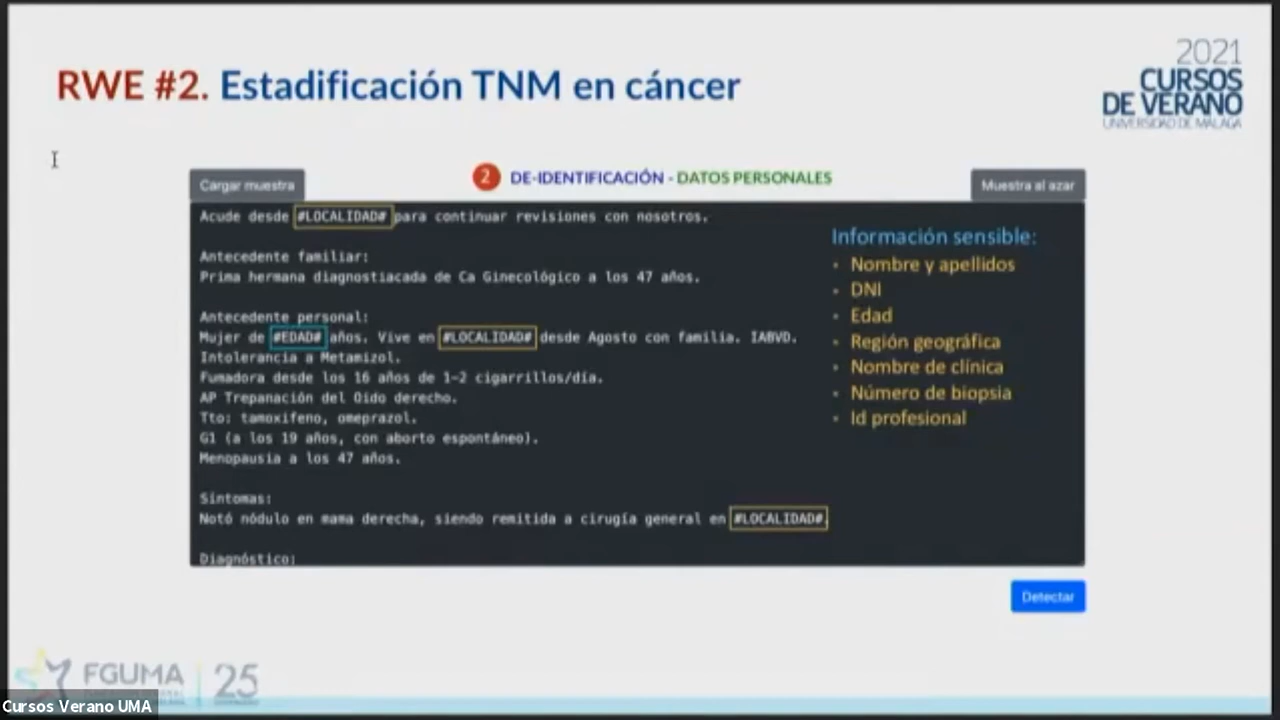 RWE #2. Estadificación TNM en cáncer
2021
CURSOS
DE VERANO
UNIVERSIDAD DE MÁLAGA
Cargar muestra
2 DE-IDENTIFICACIÓN - DATOS PERSONALES
Muestra al azar
Acude desde #LOCALIDAD# para continuar revisiones con nosotros.
Antecedente familiar:
Prima hermana diagnostiacada de Ca Ginecológico a los 47 años.
Antecedente personal:
Mujer de #EDAD# años. Vive en #LOCALIDAD# desde Agosto con familia. IABVD.
Intolerancia a Metamizol.
Fumadora desde los 16 años de 1-2 cigarrillos/día.
AP Trepanación del Oido derecho.
Tto: tamoxifeno, omeprazol.
G1 (a los 19 años, con aborto espontáneo).
Menopausia a los 47 años.
Síntomas:
Notó nódulo en mama derecha, siendo remitida a cirugía general en #LOCALIDAD#.
Diagnóstico:
Información sensible:
• Nombre y apellidos
• DNI
• Edad
• Región geográfica
• Nombre de clínica
• Número de biopsia
• Id profesional
Detectar
FGUMA
25
Cursos Verano UMA